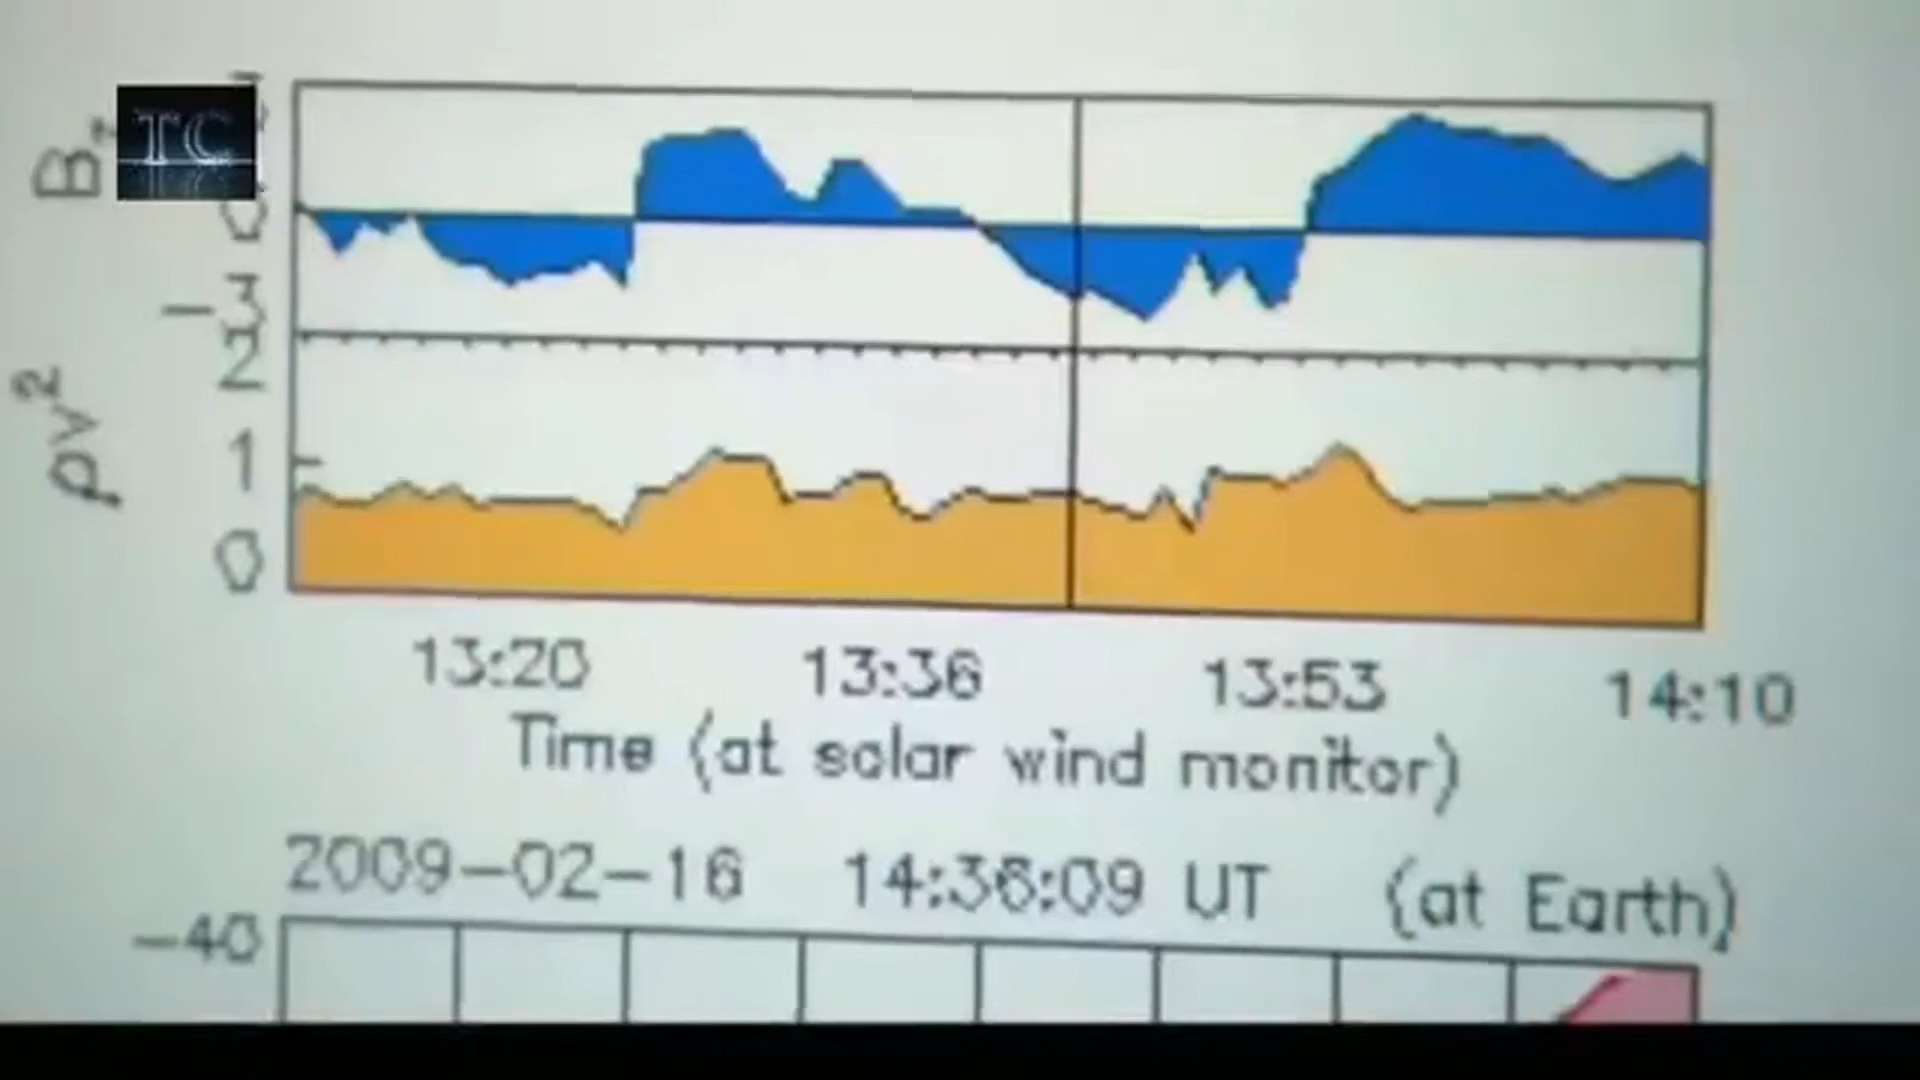 TC
Bz
0
−3
ρv²
2
1
0
13:20 13:36 13:53 14:10
Time (at solar wind monitor)
2009−02−16 14:36:09 UT (at Earth)
−40